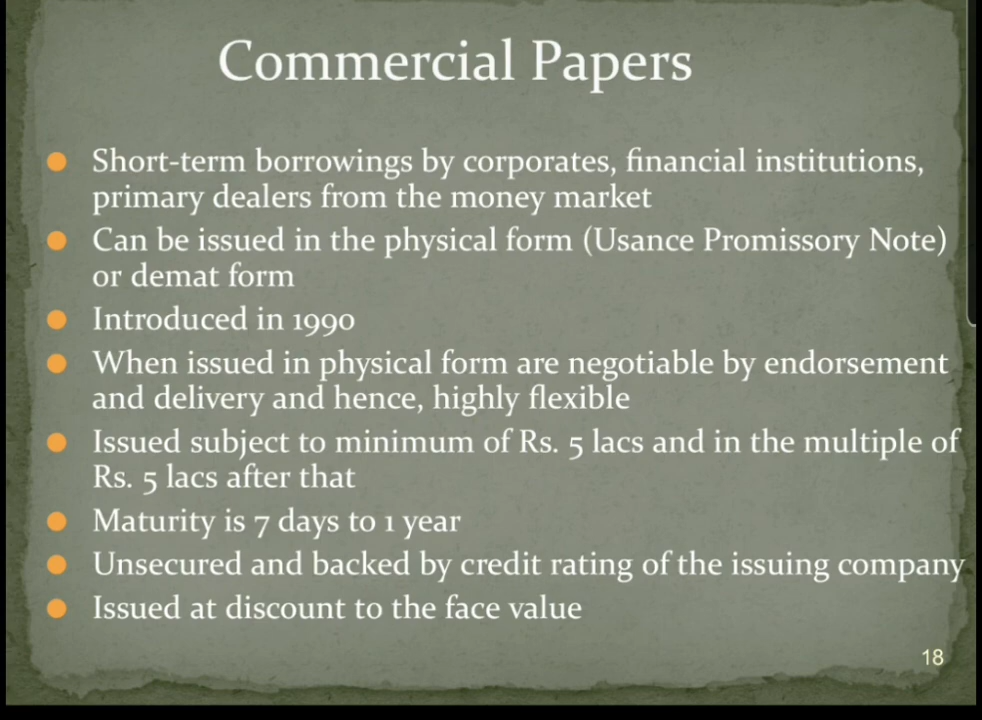 Commercial Papers
Short-term borrowings by corporates, financial institutions,
primary dealers from the money market
Can be issued in the physical form (Usance Promissory Note)
or demat form
Introduced in 1990
When issued in physical form are negotiable by endorsement
and delivery and hence, highly flexible
Issued subject to minimum of Rs. 5 lacs and in the multiple of
Rs. 5 lacs after that
Maturity is 7 days to 1 year
Unsecured and backed by credit rating of the issuing company
Issued at discount to the face value
18